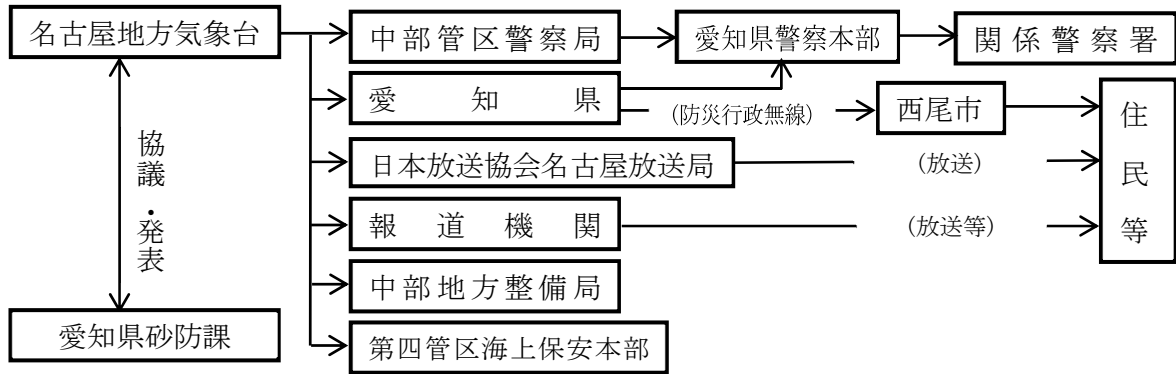 名古屋地方気象台
中部管区警察局
愛知県警察本部
関係警察署
愛知県
(防災行政無線)
西尾市
住民等
協議・発表
日本放送協会名古屋放送局
(放送)
報道機関
(放送等)
中部地方整備局
愛知県砂防課
第四管区海上保安本部